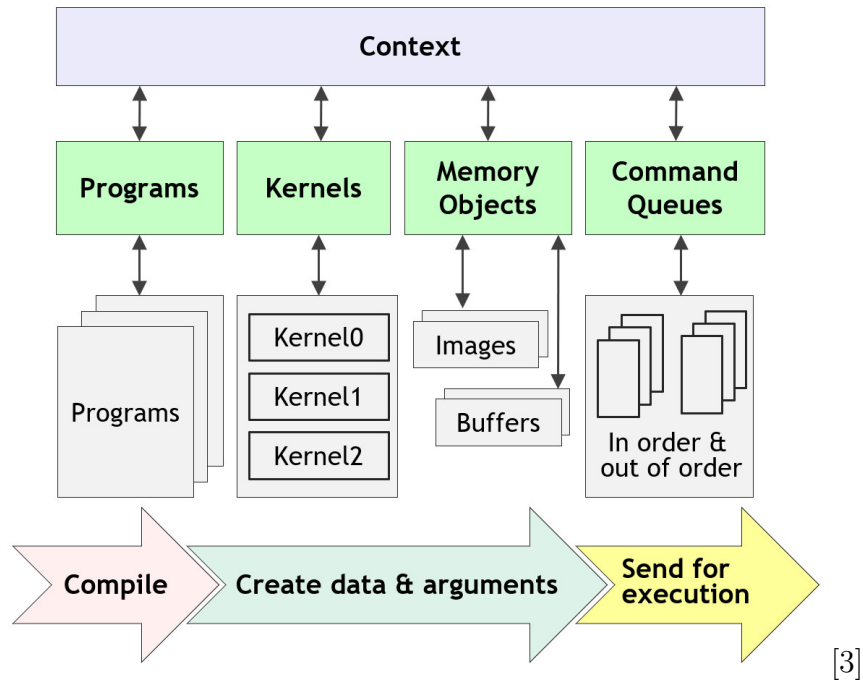 Context
Programs
Kernels
Memory
Objects
Command
Queues
Programs
Kernel0
Kernel1
Kernel2
Images
Buffers
In order &
out of order
Compile
Create data & arguments
Send for
execution
[3]